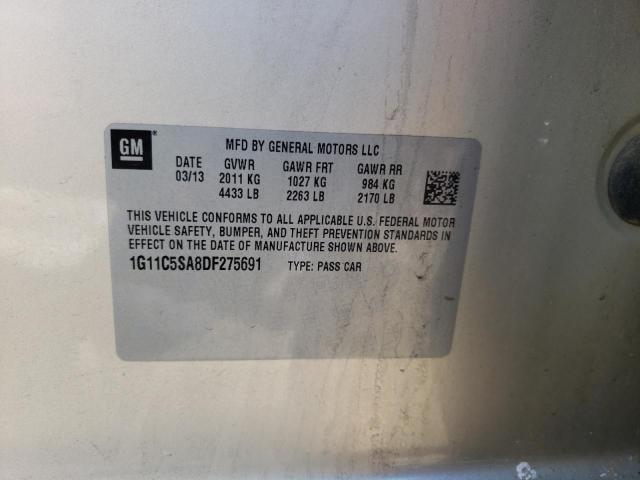 GM
MFD BY GENERAL MOTORS LLC
DATE GVWR GAWR FRT GAWR RR
03/13 2011 KG 1027 KG 984 KG
4433 LB 2263 LB 2170 LB
THIS VEHICLE CONFORMS TO ALL APPLICABLE U.S. FEDERAL MOTOR
VEHICLE SAFETY, BUMPER, AND THEFT PREVENTION STANDARDS IN
EFFECT ON THE DATE OF MANUFACTURE SHOWN ABOVE.
1G11C5SA8DF275691 TYPE: PASS CAR